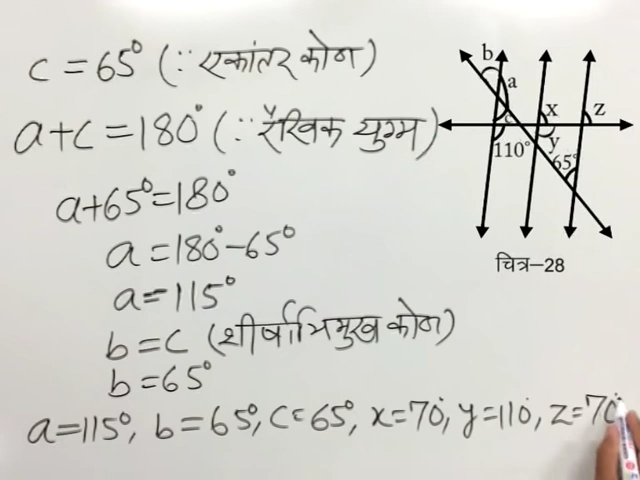 c = 65° (∵ एकांतर कोण)
a+c = 180° (∵ रैखिक युग्म)
a+65° = 180°
a = 180° - 65°
a = 115°
b = c (शीर्षाभिमुख कोण)
b = 65°
a = 115°, b = 65°, c = 65°, x = 70°, y = 110°, z = 70°
b
a
c
x
z
110°
y
65°
चित्र–28